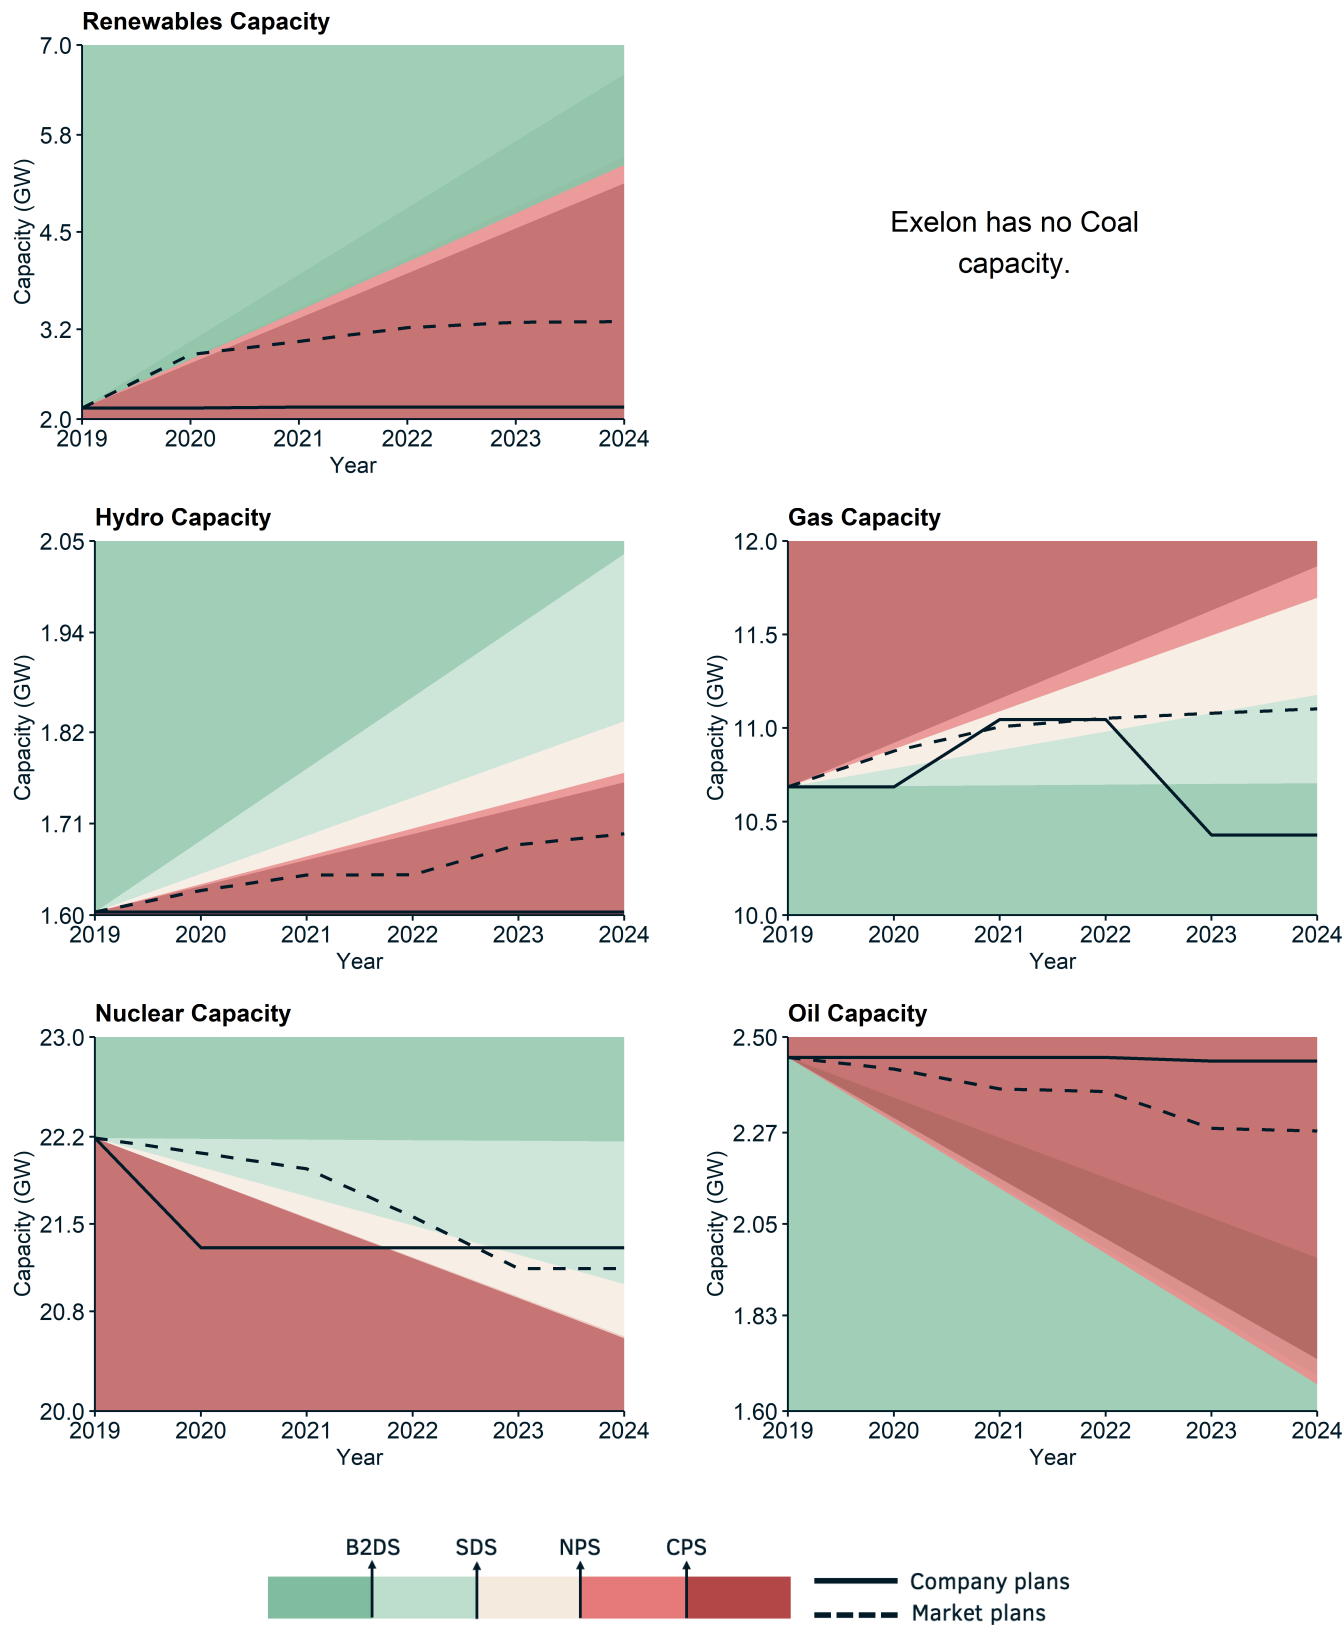 Renewables Capacity
7.0
5.8
4.5
3.2
2.0
Capacity (GW)
2019 2020 2021 2022 2023 2024
Year
Exelon has no Coal
capacity.
Hydro Capacity
2.05
1.94
1.82
1.71
1.60
Capacity (GW)
2019 2020 2021 2022 2023 2024
Year
Gas Capacity
12.0
11.5
11.0
10.5
10.0
Capacity (GW)
2019 2020 2021 2022 2023 2024
Year
Nuclear Capacity
23.0
22.2
21.5
20.8
20.0
Capacity (GW)
2019 2020 2021 2022 2023 2024
Year
Oil Capacity
2.50
2.27
2.05
1.83
1.60
Capacity (GW)
2019 2020 2021 2022 2023 2024
Year
B2DS SDS NPS CPS
Company plans
Market plans